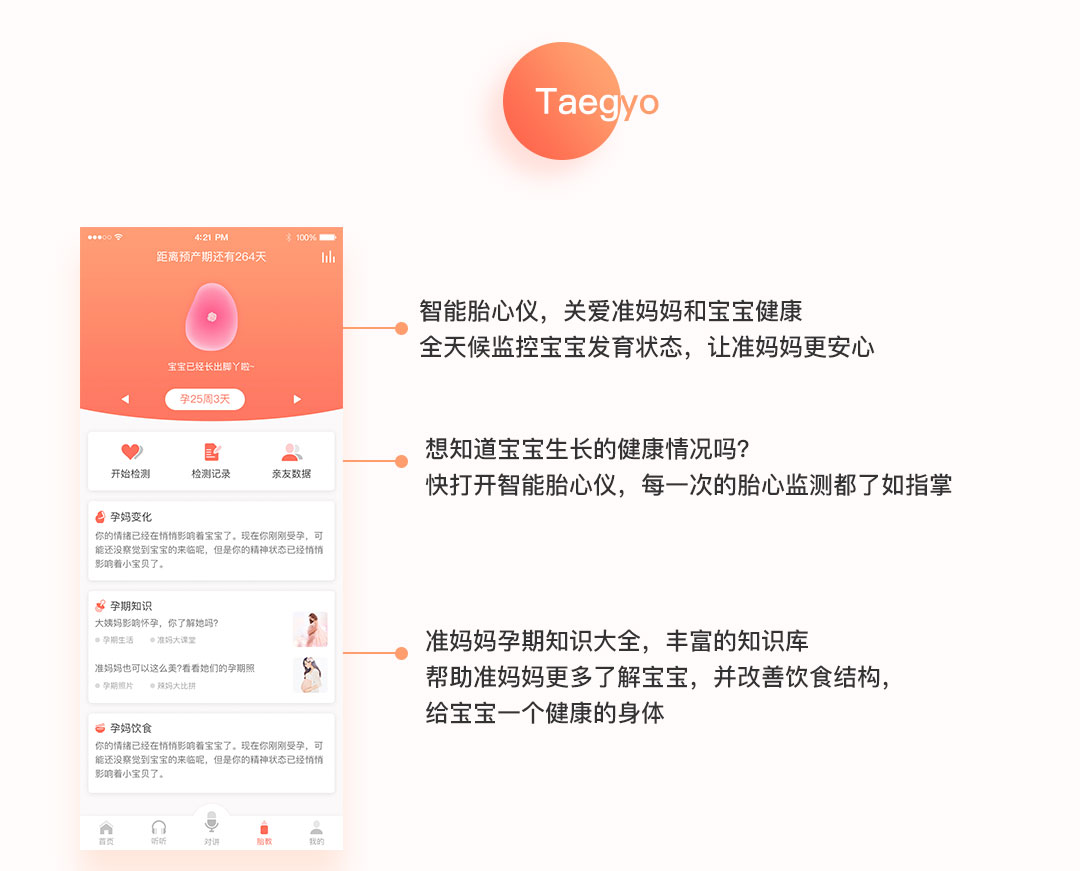 Taegyo
4:21 PM
100%
距离预产期还有264天
宝宝已经长出脚丫啦~
孕25周3天
开始检测
检测记录
亲友数据
孕妈变化
你的情绪已经在悄悄影响着宝宝了。现在你刚刚受孕，可
能还没察觉到宝宝的来临呢，但是你的精神状态已经悄悄
影响着小宝贝了。
孕期知识
大姨妈影响怀孕，你了解她吗?
孕期生活
准妈大课堂
准妈妈也可以这么美?看看她们的孕期照
孕期照片
辣妈大比拼
孕妈饮食
你的情绪已经在悄悄影响着宝宝了。现在你刚刚受孕，可
能还没察觉到宝宝的来临呢，但是你的精神状态已经悄悄
影响着小宝贝了。
首页
听听
对讲
胎教
我的
智能胎心仪，关爱准妈妈和宝宝健康
全天候监控宝宝发育状态，让准妈妈更安心
想知道宝宝生长的健康情况吗?
快打开智能胎心仪，每一次的胎心监测都了如指掌
准妈妈孕期知识大全，丰富的知识库
帮助准妈妈更多了解宝宝，并改善饮食结构，
给宝宝一个健康的身体